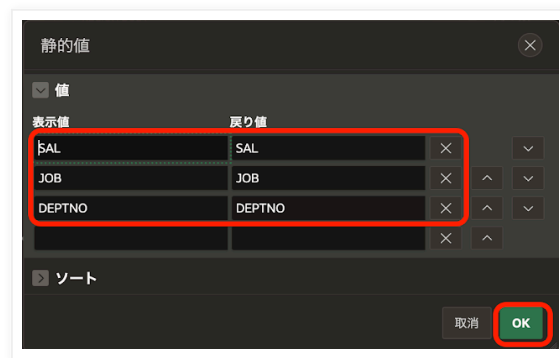 静的値
値
表示値 戻り値
SAL SAL
JOB JOB
DEPTNO DEPTNO
ソート
取消 OK